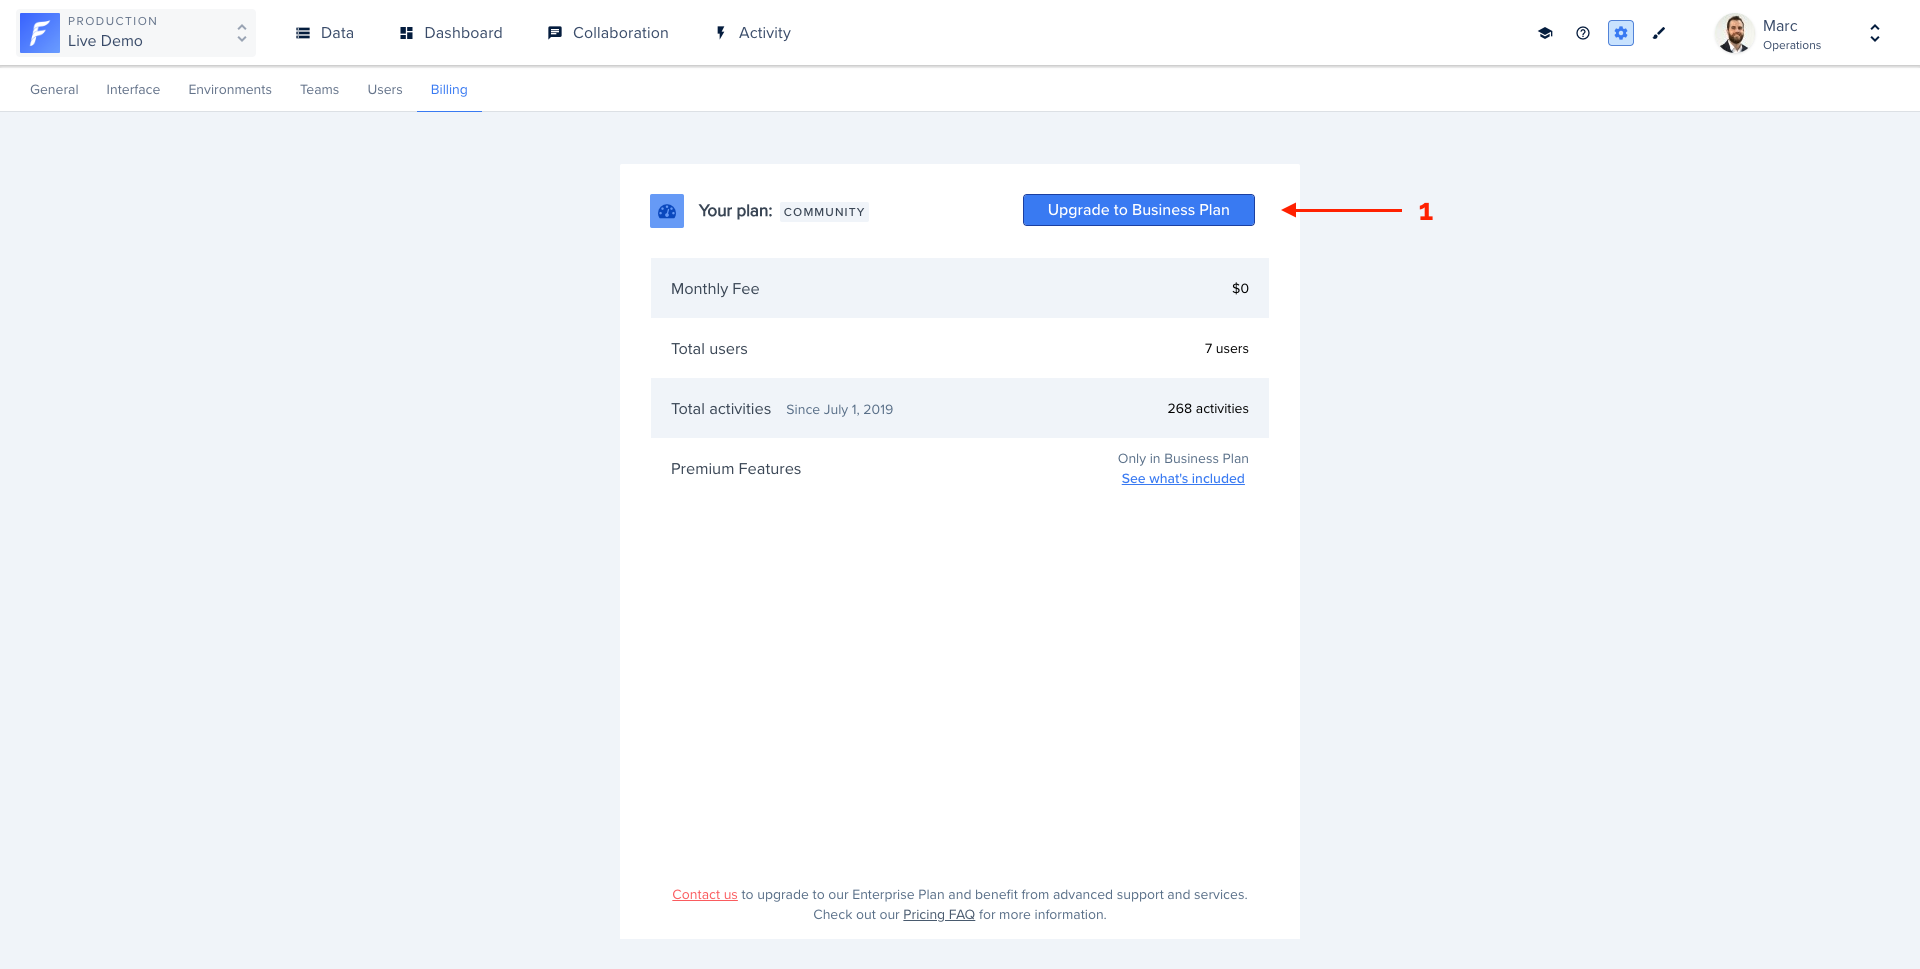 PRODUCTION
Live Demo
Data
Dashboard
Collaboration
Activity
Marc
Operations
General
Interface
Environments
Teams
Users
Billing
Your plan: COMMUNITY
Upgrade to Business Plan
1
Monthly Fee
$0
Total users
7 users
Total activities Since July 1, 2019
268 activities
Premium Features
Only in Business Plan
See what's included
Contact us to upgrade to our Enterprise Plan and benefit from advanced support and services.
Check out our Pricing FAQ for more information.